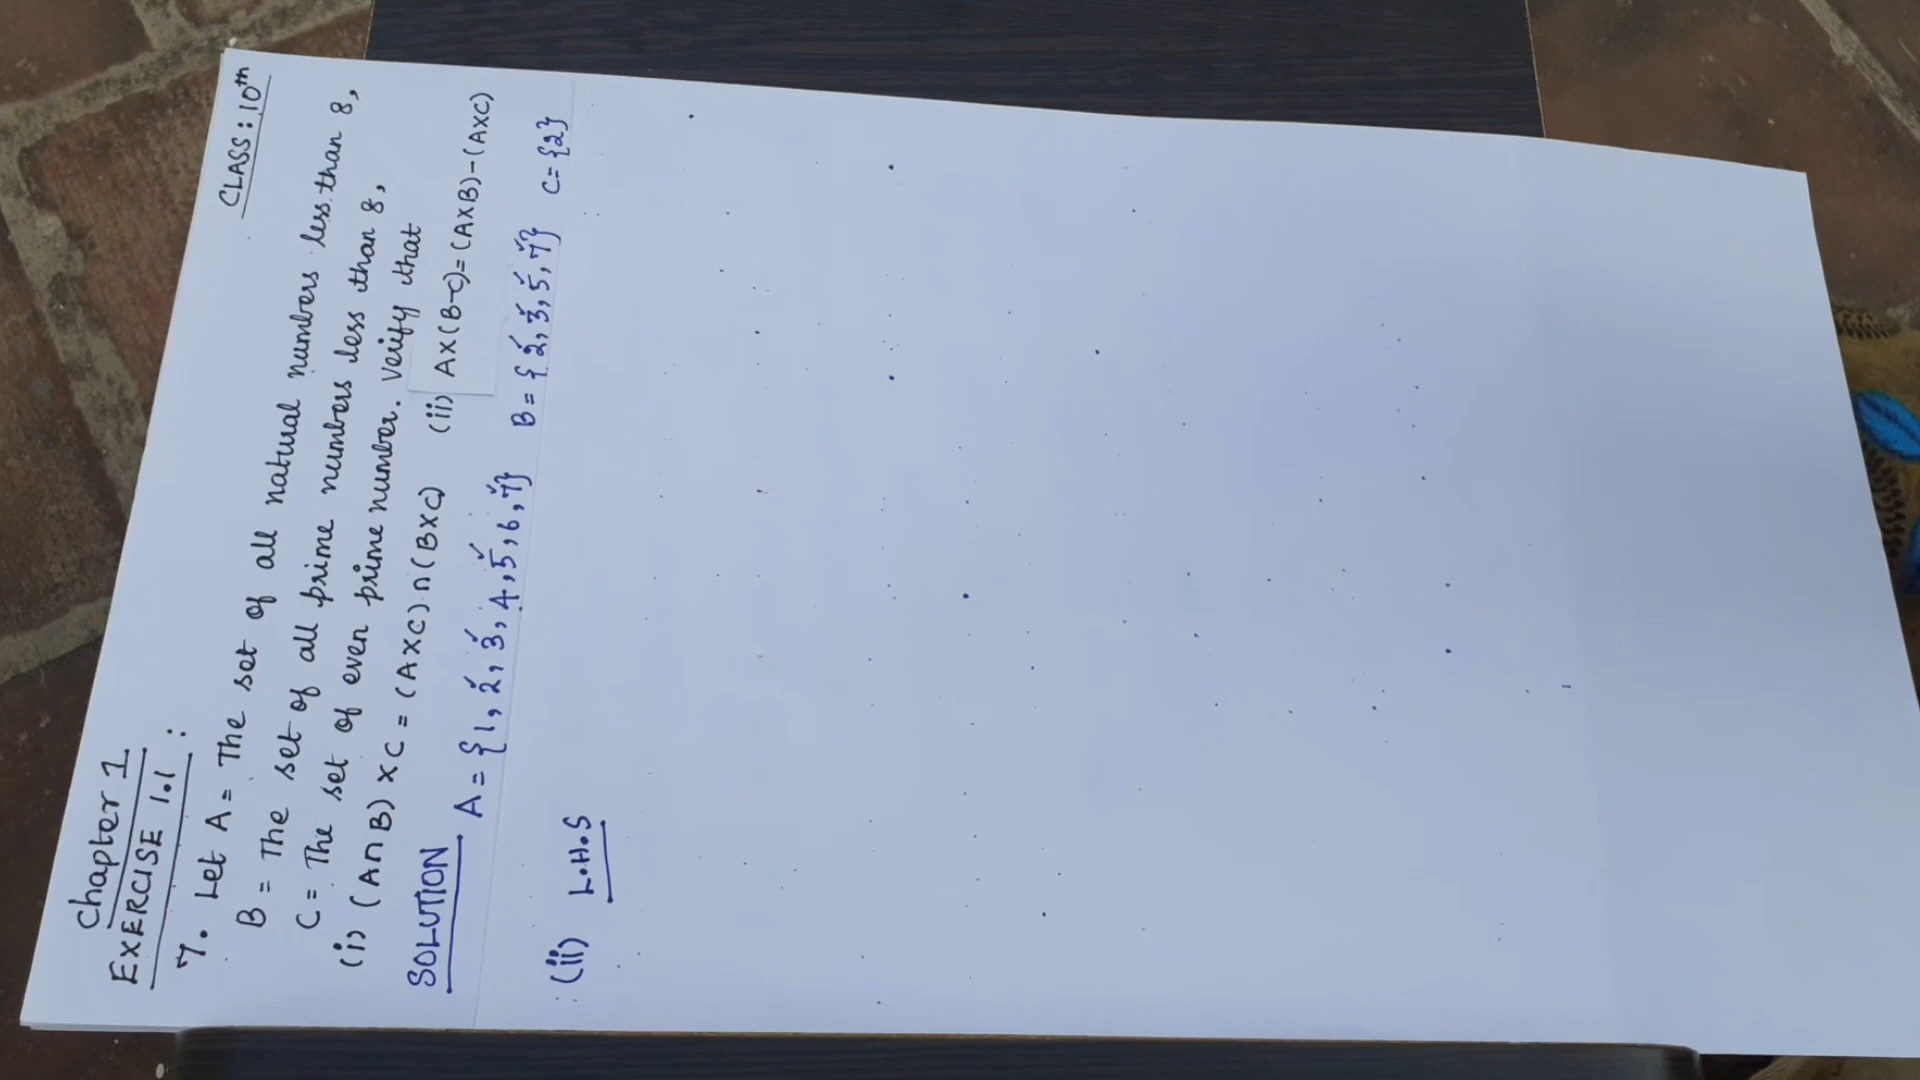 CLASS: 10th
Chapter 1
EXERCISE 1.1 :
7. Let A = The set of all natural numbers less than 8,
B = The set of all prime numbers less than 8,
C = The set of even prime number. Verify that
(i) (A∩B) × C = (A×C) ∩ (B×C) (ii) A×(B-C) = (A×B)-(A×C)
SOLUTION A = {1, 2, 3, 4, 5, 6, 7} B = {2, 3, 5, 7} C = {2}
(ii) L.H.S